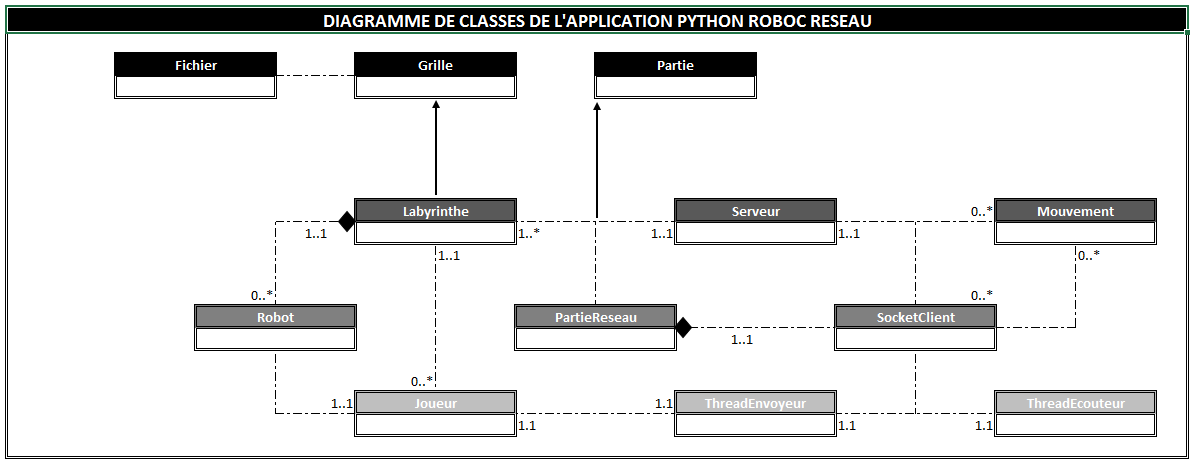 DIAGRAMME DE CLASSES DE L'APPLICATION PYTHON ROBOC RESEAU
Fichier
Grille
Partie
Labyrinthe
Serveur
0..*
Mouvement
1..1
1..*
1..1
1..1
1..1
0..*
0..*
0..*
Robot
PartieReseau
SocketClient
1..1
0..*
1..1
Joueur
1.1
ThreadEnvoyeur
ThreadEcouteur
1.1
1.1
1.1